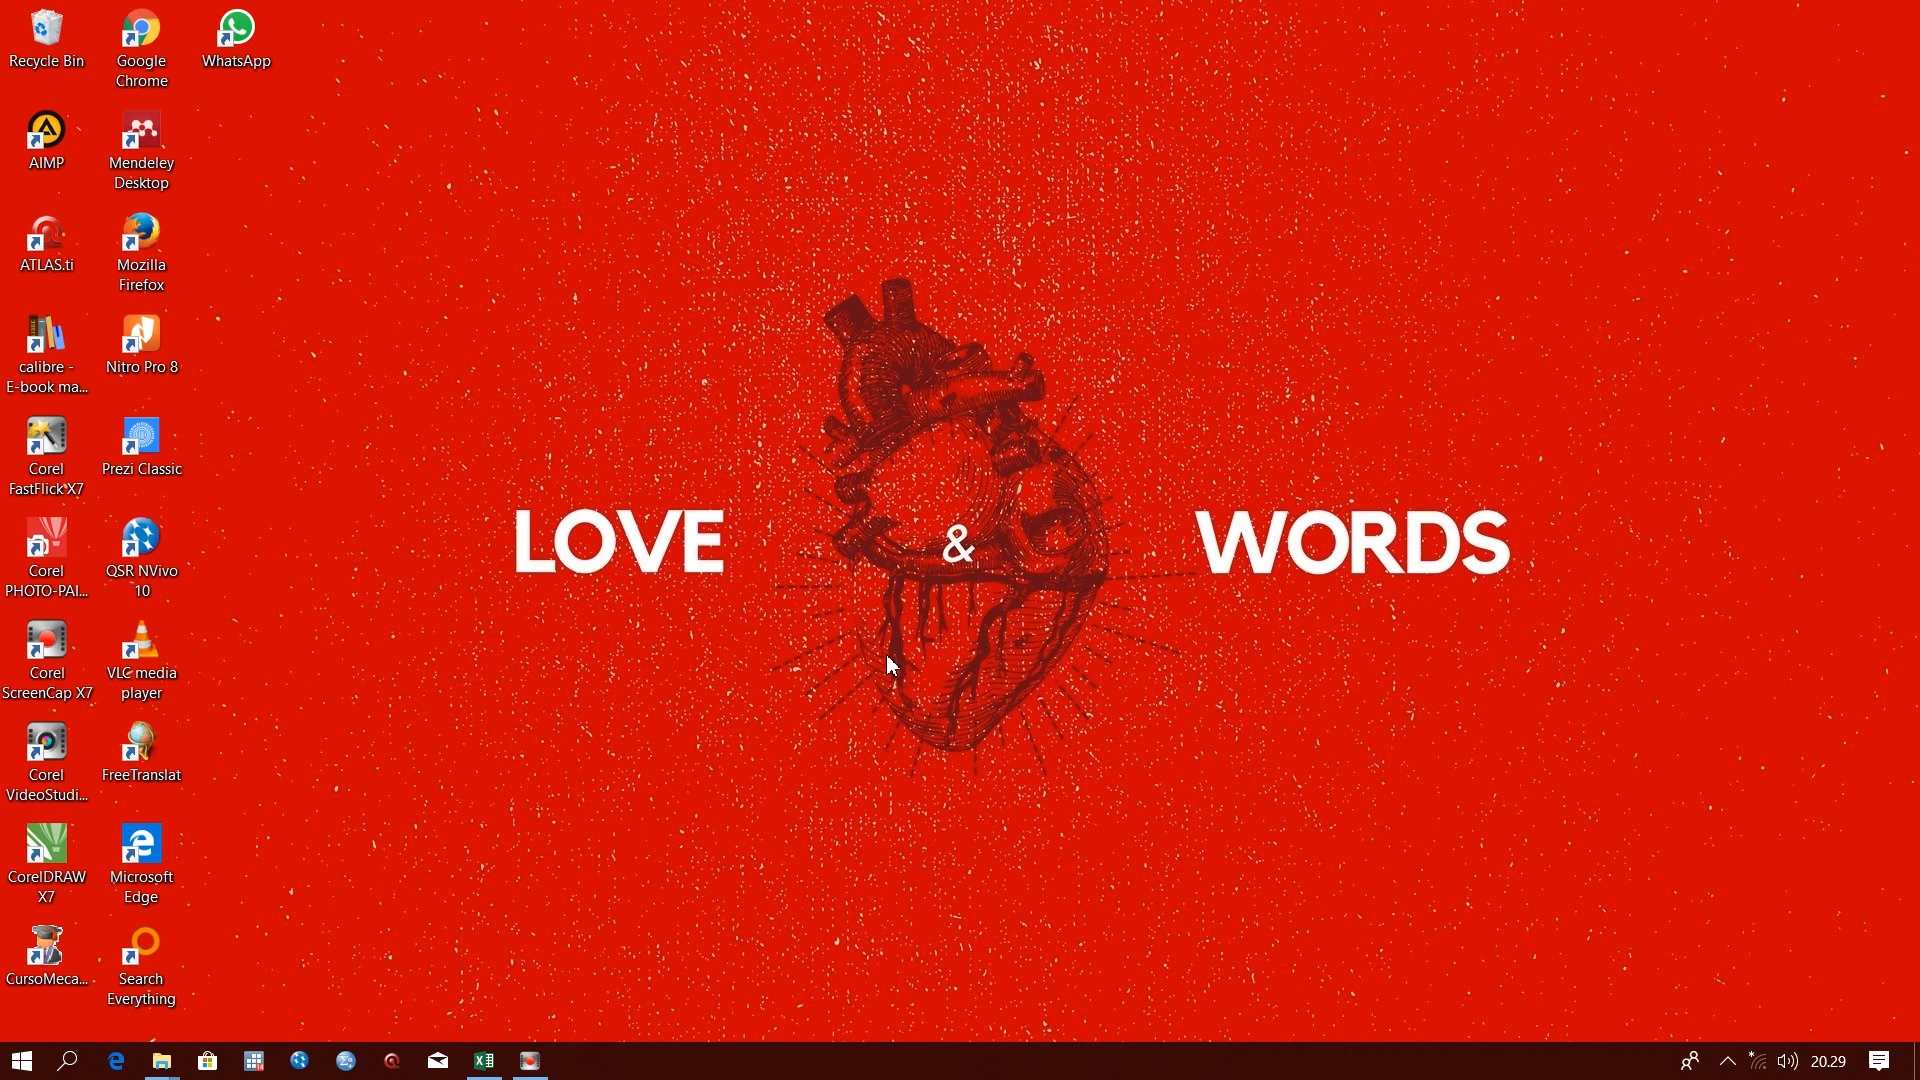 Recycle Bin
Google
Chrome
WhatsApp
AIMP
Mendeley
Desktop
ATLAS.ti
Mozilla
Firefox
calibre -
E-book ma...
Nitro Pro 8
Corel
FastFlick X7
Prezi Classic
Corel
PHOTO-PAI...
QSR NVivo
10
Corel
ScreenCap X7
VLC media
player
Corel
VideoStudi...
FreeTranslat
CorelDRAW
X7
Microsoft
Edge
CursoMeca...
Search
Everything
LOVE & WORDS
20.29